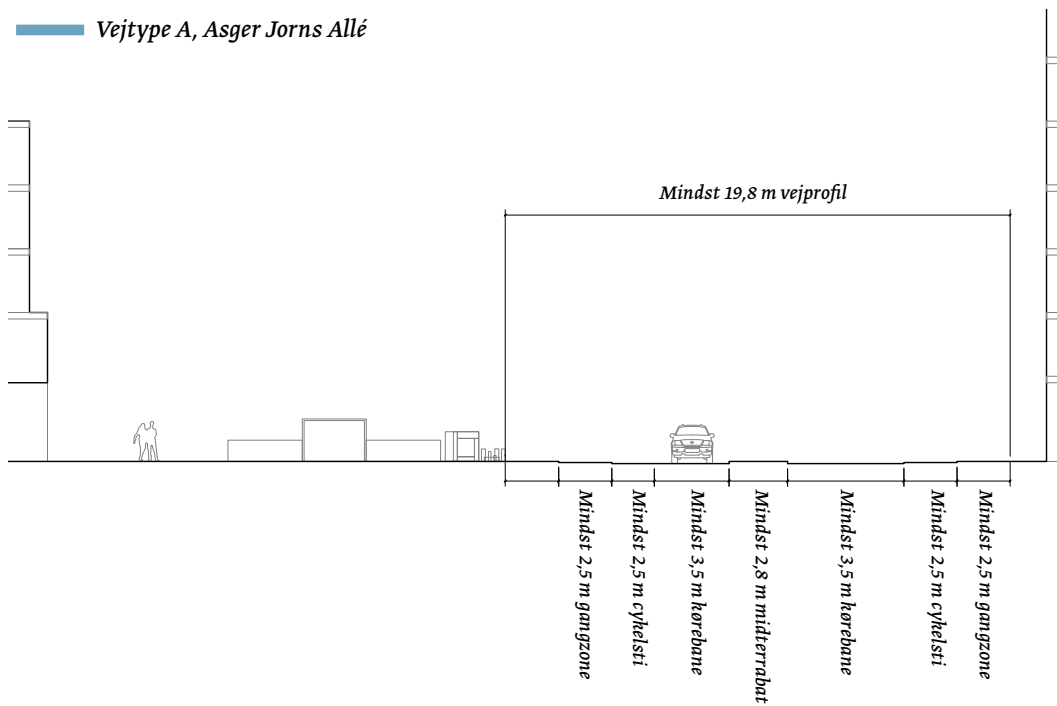 Vejtype A, Asger Jorns Allé
Mindst 19,8 m vejprofil
Mindst 2,5 m gangzone
Mindst 2,5 m cykelsti
Mindst 3,5 m kørebane
Mindst 2,8 m midterrabat
Mindst 3,5 m kørebane
Mindst 2,5 m cykelsti
Mindst 2,5 m gangzone